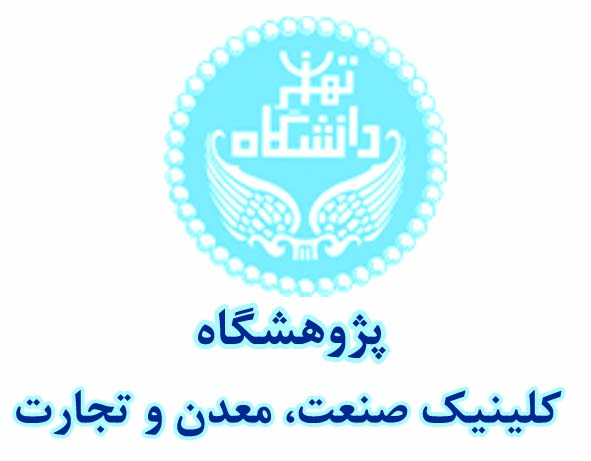 دانشگاه
تهران
پژوهشگاه
کلینیک صنعت، معدن و تجارت